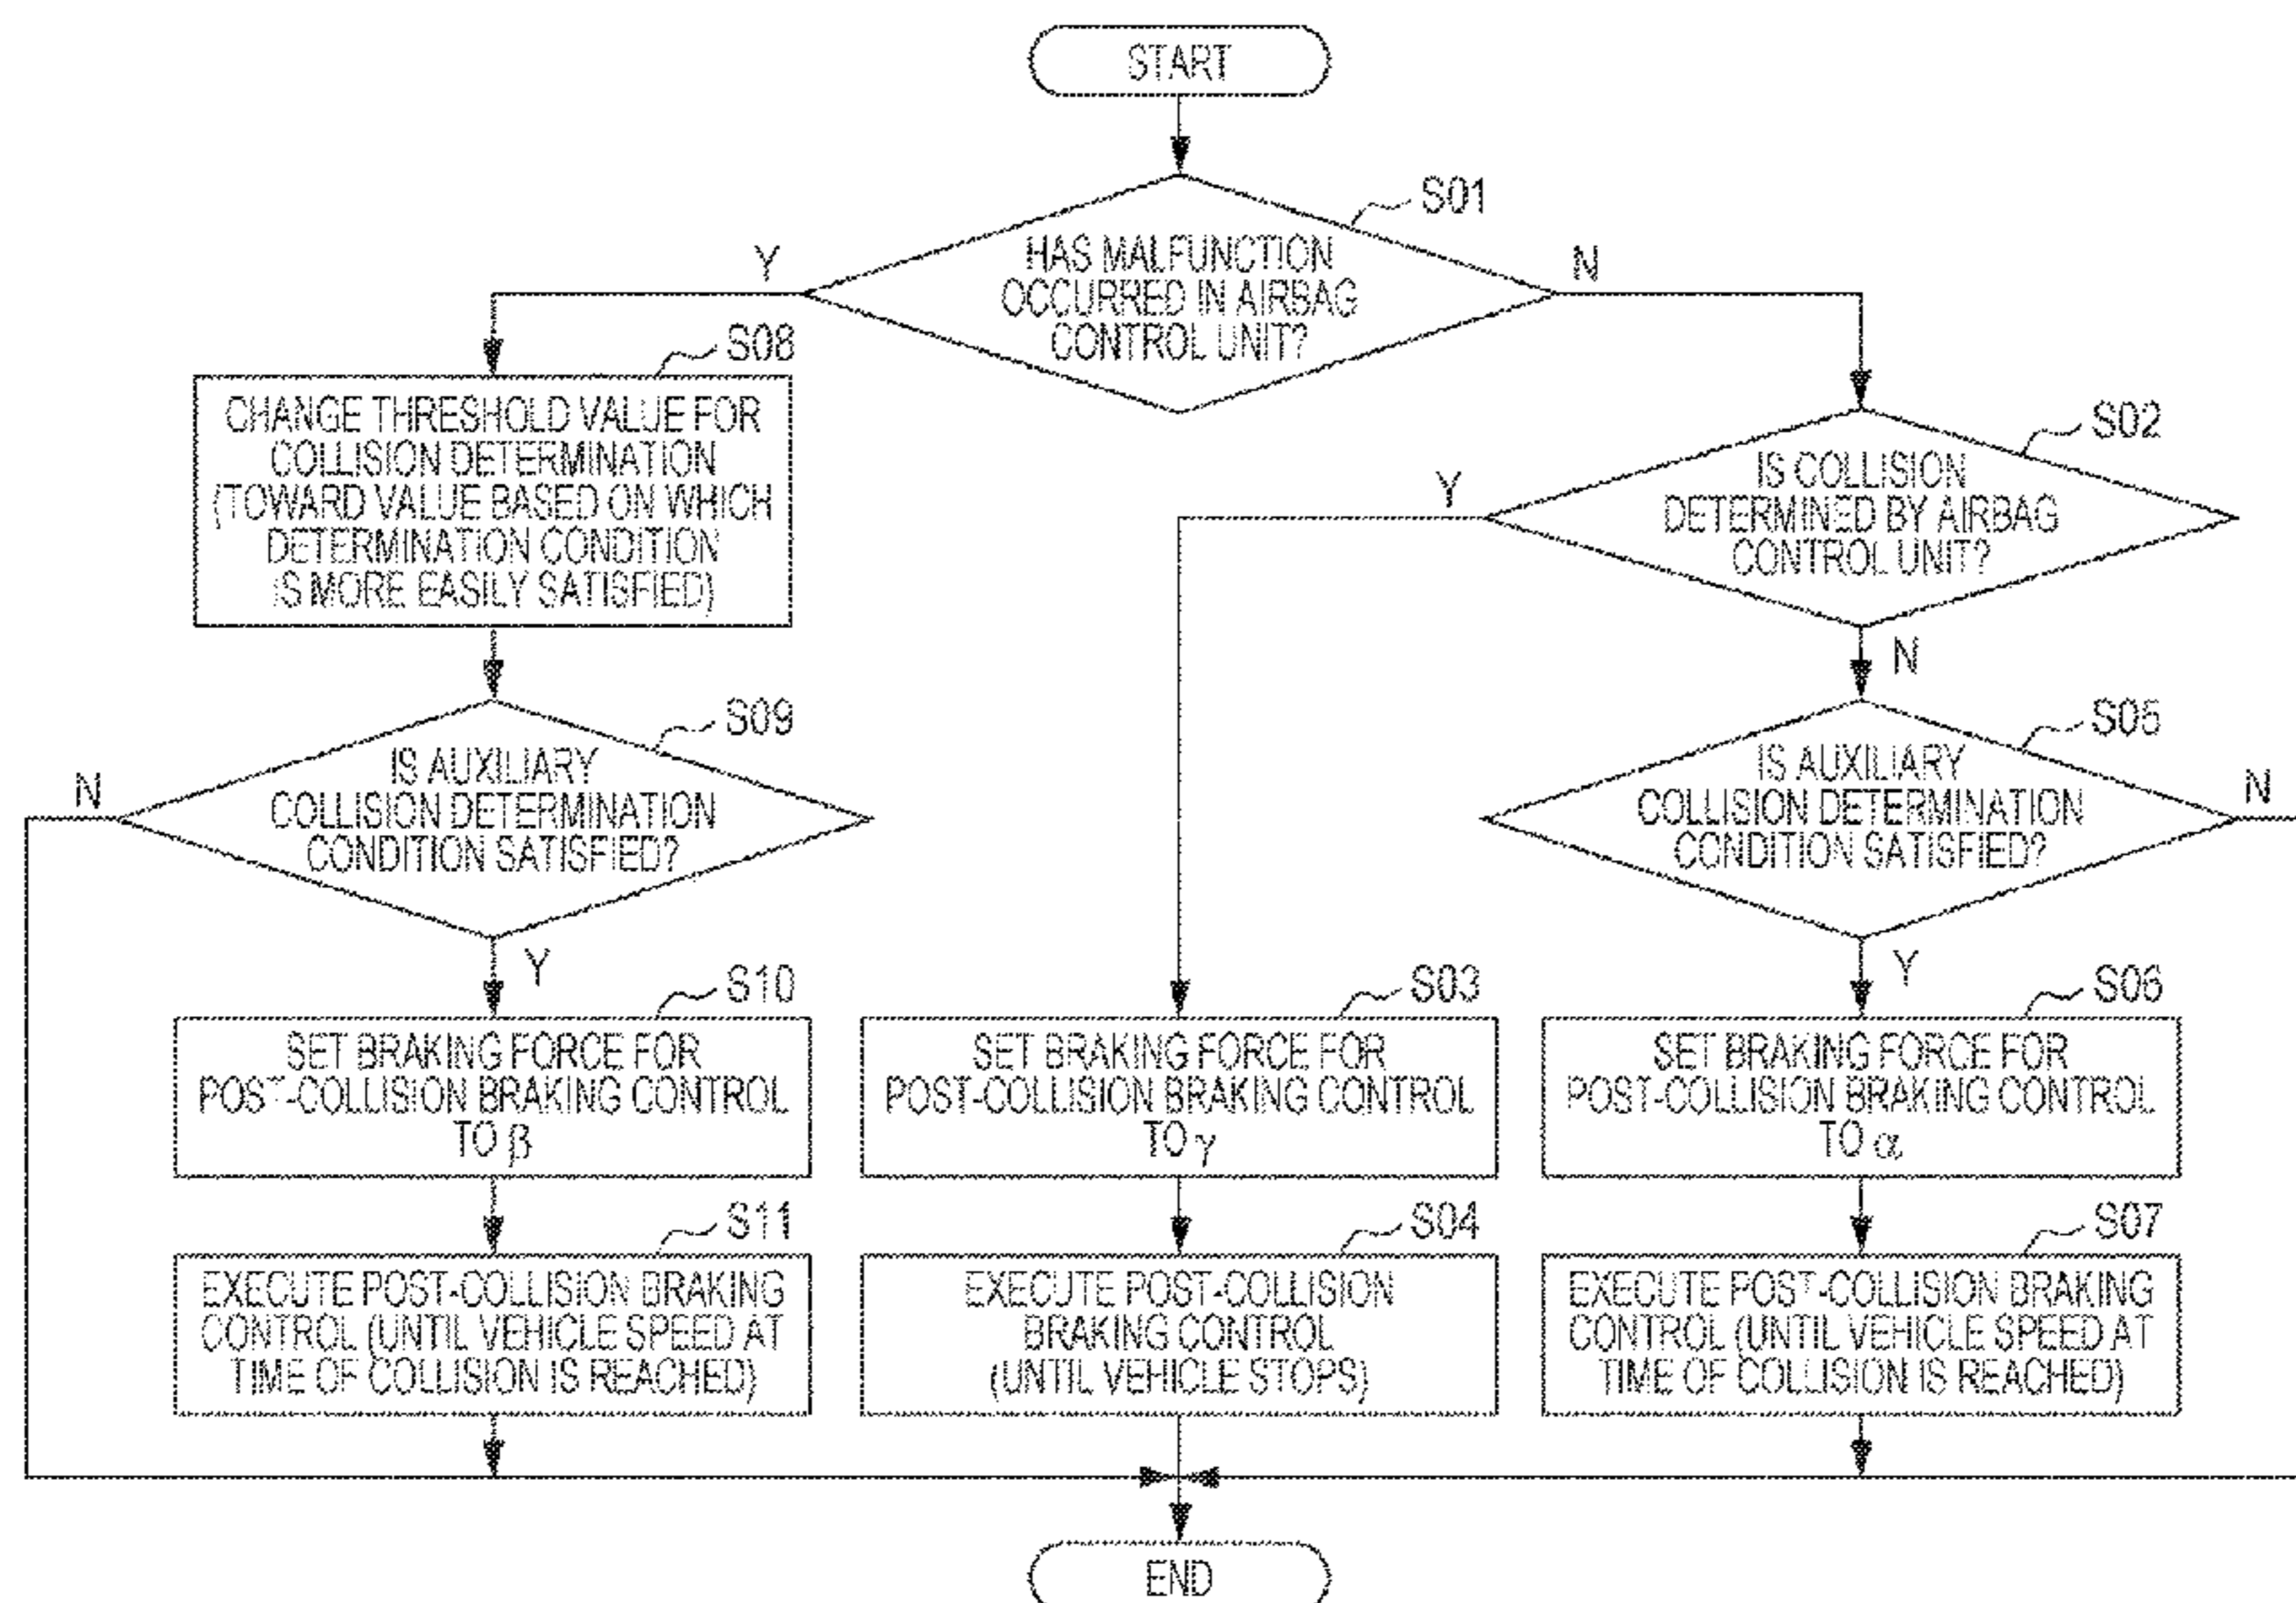 START
S01
HAS MALFUNCTION
OCCURRED IN AIRBAG
CONTROL UNIT?
Y
N
S08
CHANGE THRESHOLD VALUE FOR
COLLISION DETERMINATION
(TOWARD VALUE BASED ON WHICH
DETERMINATION CONDITION
IS MORE EASILY SATISFIED)
S02
IS COLLISION
DETERMINED BY AIRBAG
CONTROL UNIT?
Y
N
S09
IS AUXILIARY
COLLISION DETERMINATION
CONDITION SATISFIED?
N
Y
S05
IS AUXILIARY
COLLISION DETERMINATION
CONDITION SATISFIED?
N
Y
S10
SET BRAKING FORCE FOR
POST-COLLISION BRAKING CONTROL
TO β
S03
SET BRAKING FORCE FOR
POST-COLLISION BRAKING CONTROL
TO γ
S06
SET BRAKING FORCE FOR
POST-COLLISION BRAKING CONTROL
TO α
S11
EXECUTE POST-COLLISION BRAKING
CONTROL (UNTIL VEHICLE SPEED AT
TIME OF COLLISION IS REACHED)
S04
EXECUTE POST-COLLISION
BRAKING CONTROL
(UNTIL VEHICLE STOPS)
S07
EXECUTE POST-COLLISION BRAKING
CONTROL (UNTIL VEHICLE SPEED AT
TIME OF COLLISION IS REACHED)
END